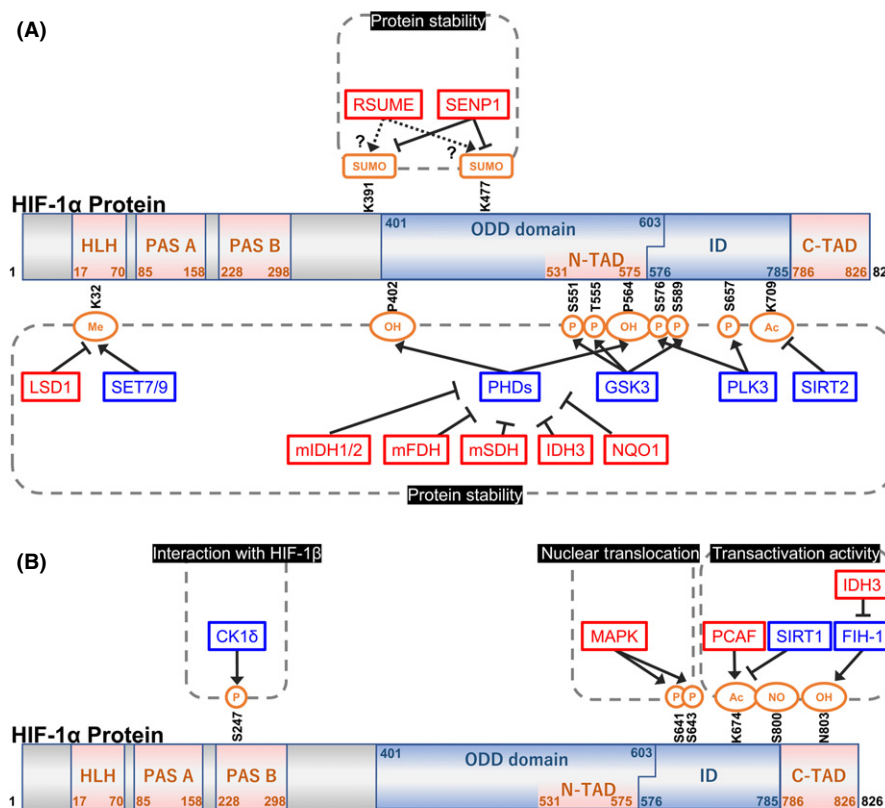 (A)
Protein stability
RSUME SENP1
? ?
SUMO SUMO
K391 K477
HIF-1α Protein
401 ODD domain 603
HLH PAS A PAS B N-TAD ID C-TAD
1 17 70 85 158 228 298 531 575 576 785 786 826 82
K32 P402 S551 T555 P564 S576 S589 S657 K709
Me OH P P OH P P P Ac
LSD1 SET7/9 PHDs GSK3 PLK3 SIRT2
mIDH1/2 mFDH mSDH IDH3 NQO1
Protein stability
(B)
Interaction with HIF-1β Nuclear translocation Transactivation activity
IDH3
CK1δ MAPK PCAF SIRT1 FIH-1
P P P Ac NO OH
S247 S641 S643 K674 S800 N803
HIF-1α Protein
401 ODD domain 603
HLH PAS A PAS B N-TAD ID C-TAD
1 17 70 85 158 228 298 531 575 576 785 786 826 826